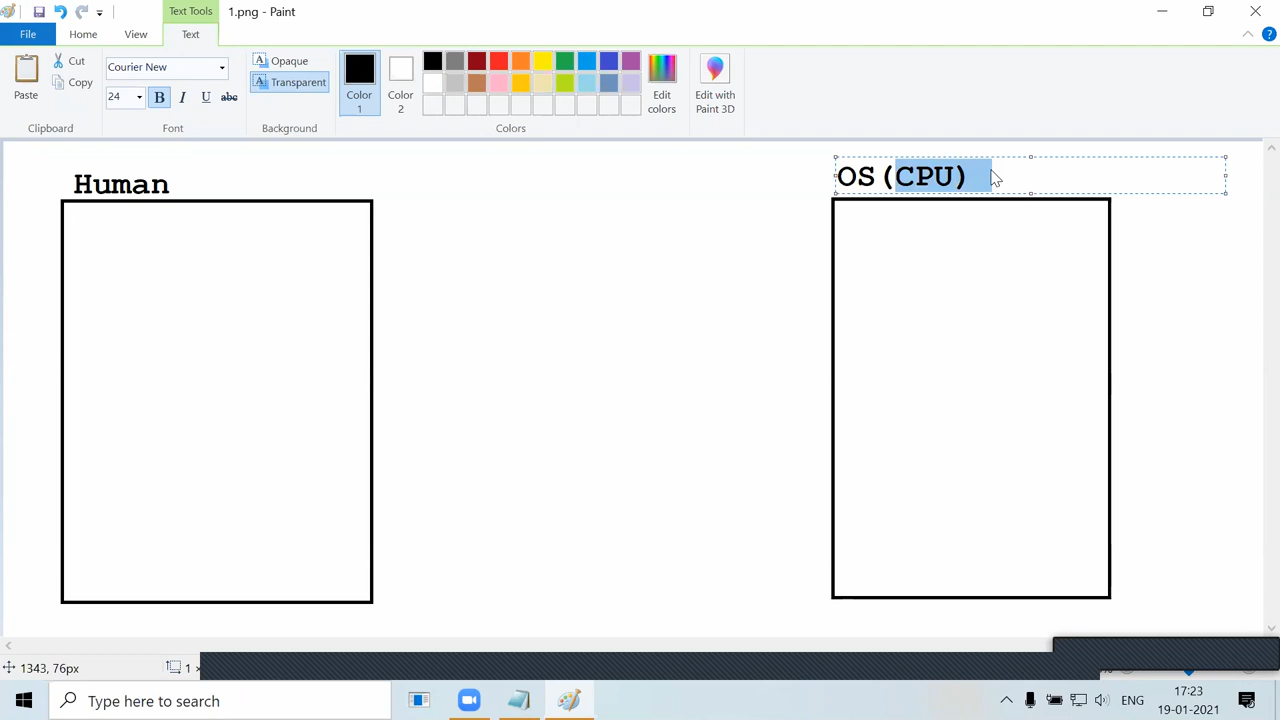 Text Tools
1.png - Paint
File
Home
View
Text
Paste
Cut
Copy
Clipboard
Courier New
24
B
I
U
abc
Font
Opaque
Transparent
Background
Color
1
Color
2
Edit
colors
Colors
Edit with
Paint 3D
Human
OS (CPU)
1343, 76px
1 ×
Type here to search
ENG
17:23
19-01-2021